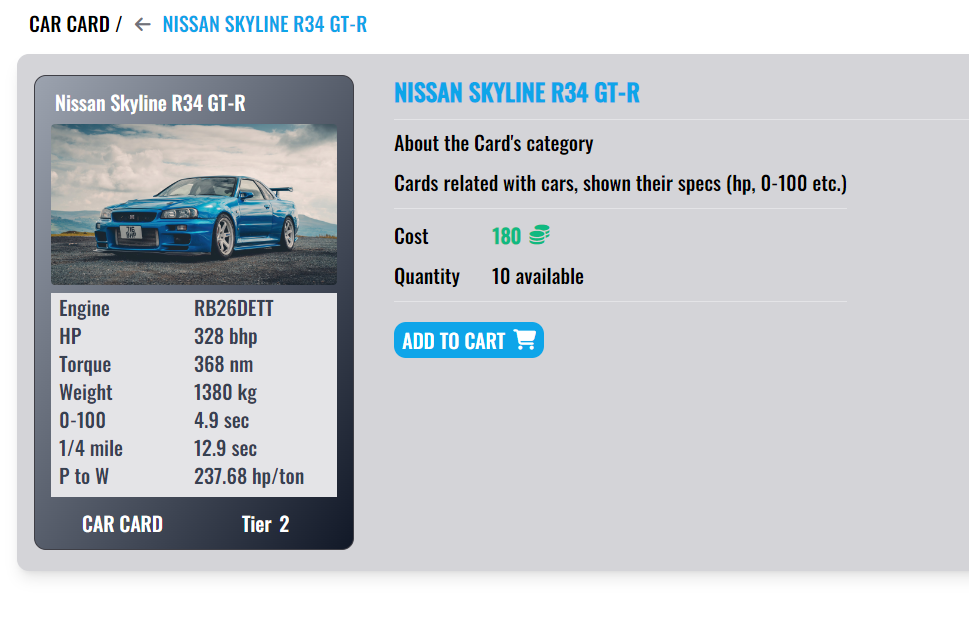 CAR CARD / ← NISSAN SKYLINE R34 GT-R
Nissan Skyline R34 GT-R
Engine RB26DETT
HP 328 bhp
Torque 368 nm
Weight 1380 kg
0-100 4.9 sec
1/4 mile 12.9 sec
P to W 237.68 hp/ton
CAR CARD Tier 2
NISSAN SKYLINE R34 GT-R
About the Card's category
Cards related with cars, shown their specs (hp, 0-100 etc.)
Cost 180
Quantity 10 available
ADD TO CART